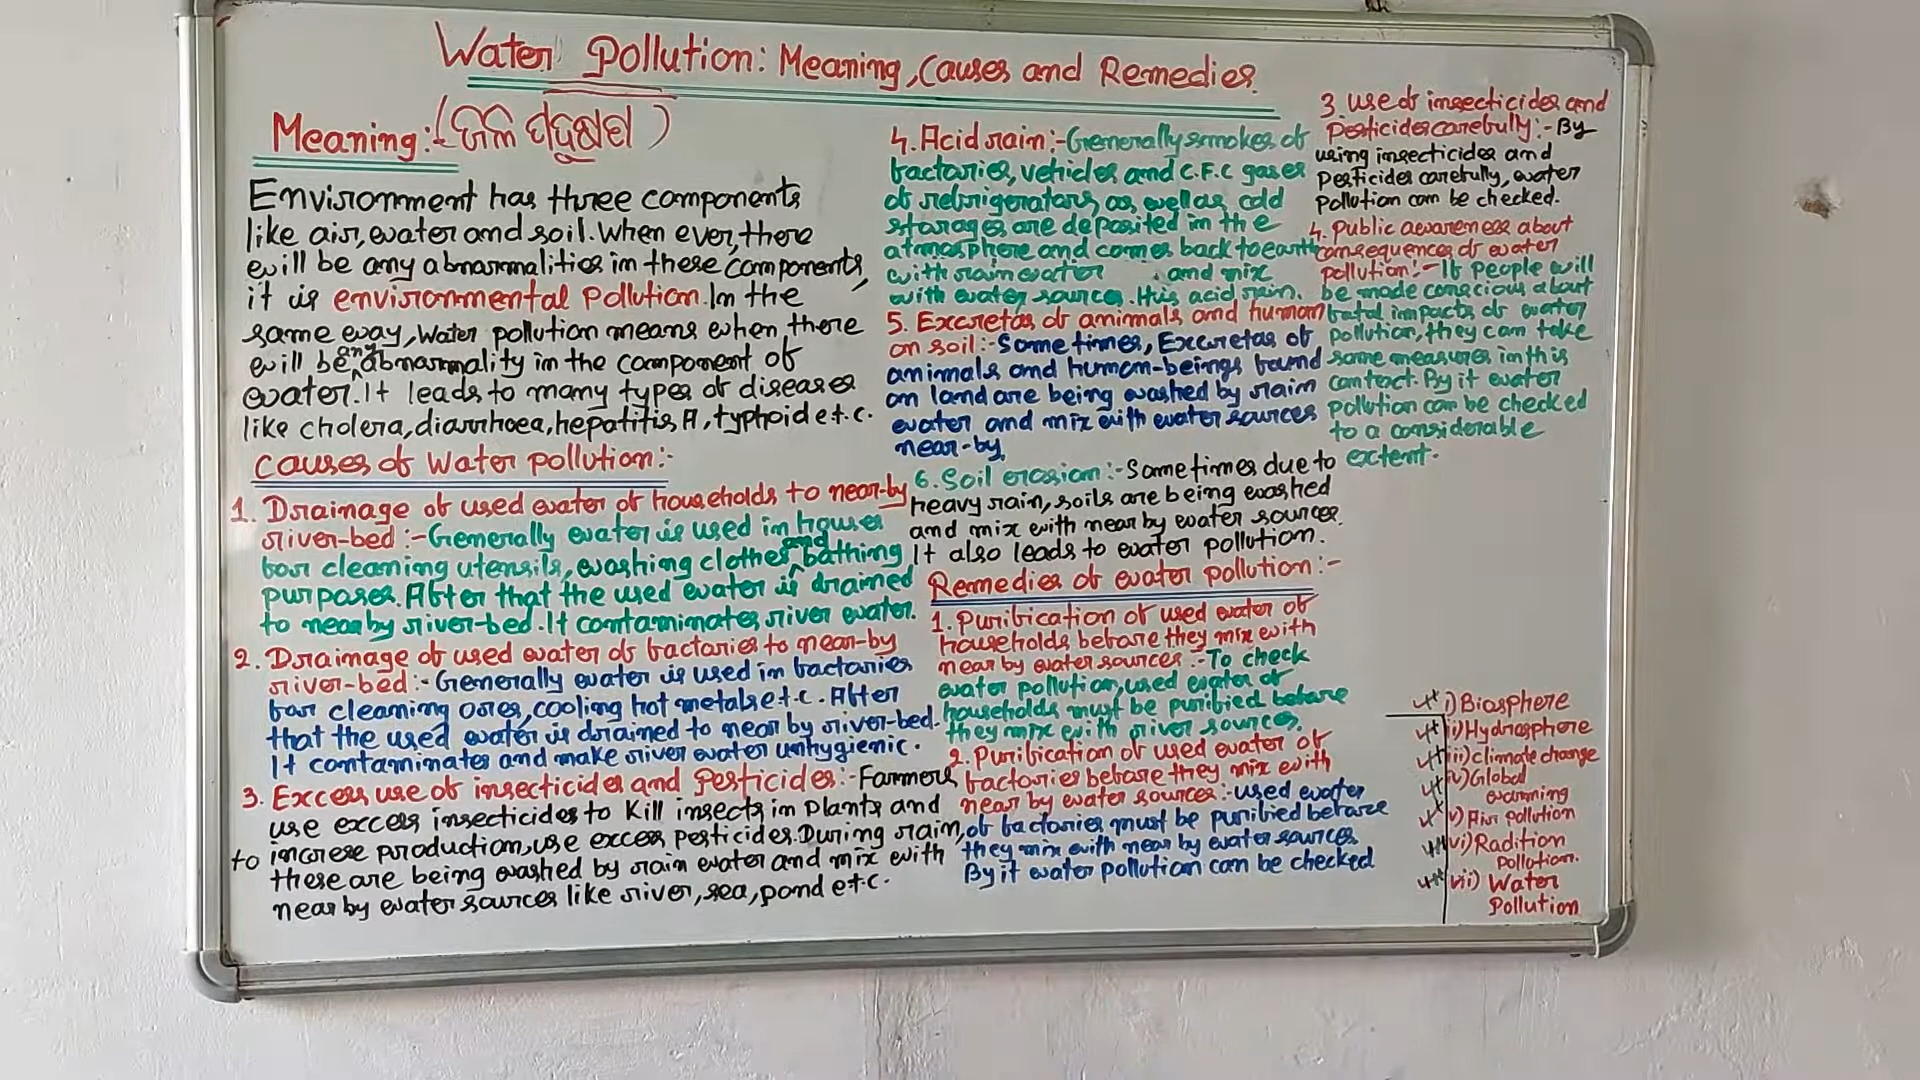 Water Pollution: Meaning, Causes and Remedies.
Meaning:-(ଜଳ ପ୍ରଦୂଷଣ)
Environment has three components
like air, water and soil. When ever, there
will be any abnormalities in these components,
it is environmental pollution. In the
same way, Water pollution means when there
will be any abnormality in the component of
water. It leads to many types of diseases
like cholera, diarrhoea, hepatitis A, typhoid e.t.c.
Causes of Water pollution:-
1. Drainage of used water of households to near-by
river-bed:-Generally water is used in houses
for cleaning utensils, washing clothes and bathing
purposes. After that the used water is drained
to near by river-bed. It contaminates river water.
2. Drainage of used water of factories to near-by
river-bed:-Generally water is used in factories
for cleaning ores, cooling hot metals e.t.c. After
that the used water is drained to near by river-bed.
It contaminates and make river water unhygienic.
3. Excess use of insecticides and Pesticides:-Farmers
use excess insecticides to Kill insects in Plants and
to increse production, use excess pesticides. During rain,
these are being washed by rain water and mix with
near by water sources like river, sea, pond e.t.c.
4. Acid rain:-Generally smokes of
factories, vehicles and C.F.C gases
of refrigerators, as well as cold
storages, are deposited in the
atmosphere and comes back to earth
with rain water and mix
with water sources. It is acid rain.
5. Excretas of animals and human
on soil:-Sometimes, Excretas of
animals and human-beings found
on land are being washed by rain
water and mix with water sources
near-by.
6. Soil erosion:-Sometimes due to
heavy rain, soils are being washed
and mix with near by water sources.
It also leads to water pollution.
Remedies of water pollution:-
1. Purification of used water of
households before they mix with
near by water sources:-To check
water pollution, used water of
households must be purified before
they mix with river sources.
2. Purification of used water of
factories before they mix with
near by water sources:-used water
of factories must be purified before
they mix with near by water sources.
By it water pollution can be checked
3. use of insecticides and
Pesticides carefully:-By
using insecticides and
Pesticides carefully, water
pollution can be checked.
4. Public awareness about
consequences of water
pollution:-If people will
be made conscious about
fatal impacts of water
pollution, they can take
some measures in this
contact. By it water
pollution can be checked
to a considerable
extent.
i) Biosphere
ii) Hydrosphere
iii) climate change
iv) Global
warming
v) Air pollution
vi) Radition
Pollution.
vii) Water
Pollution